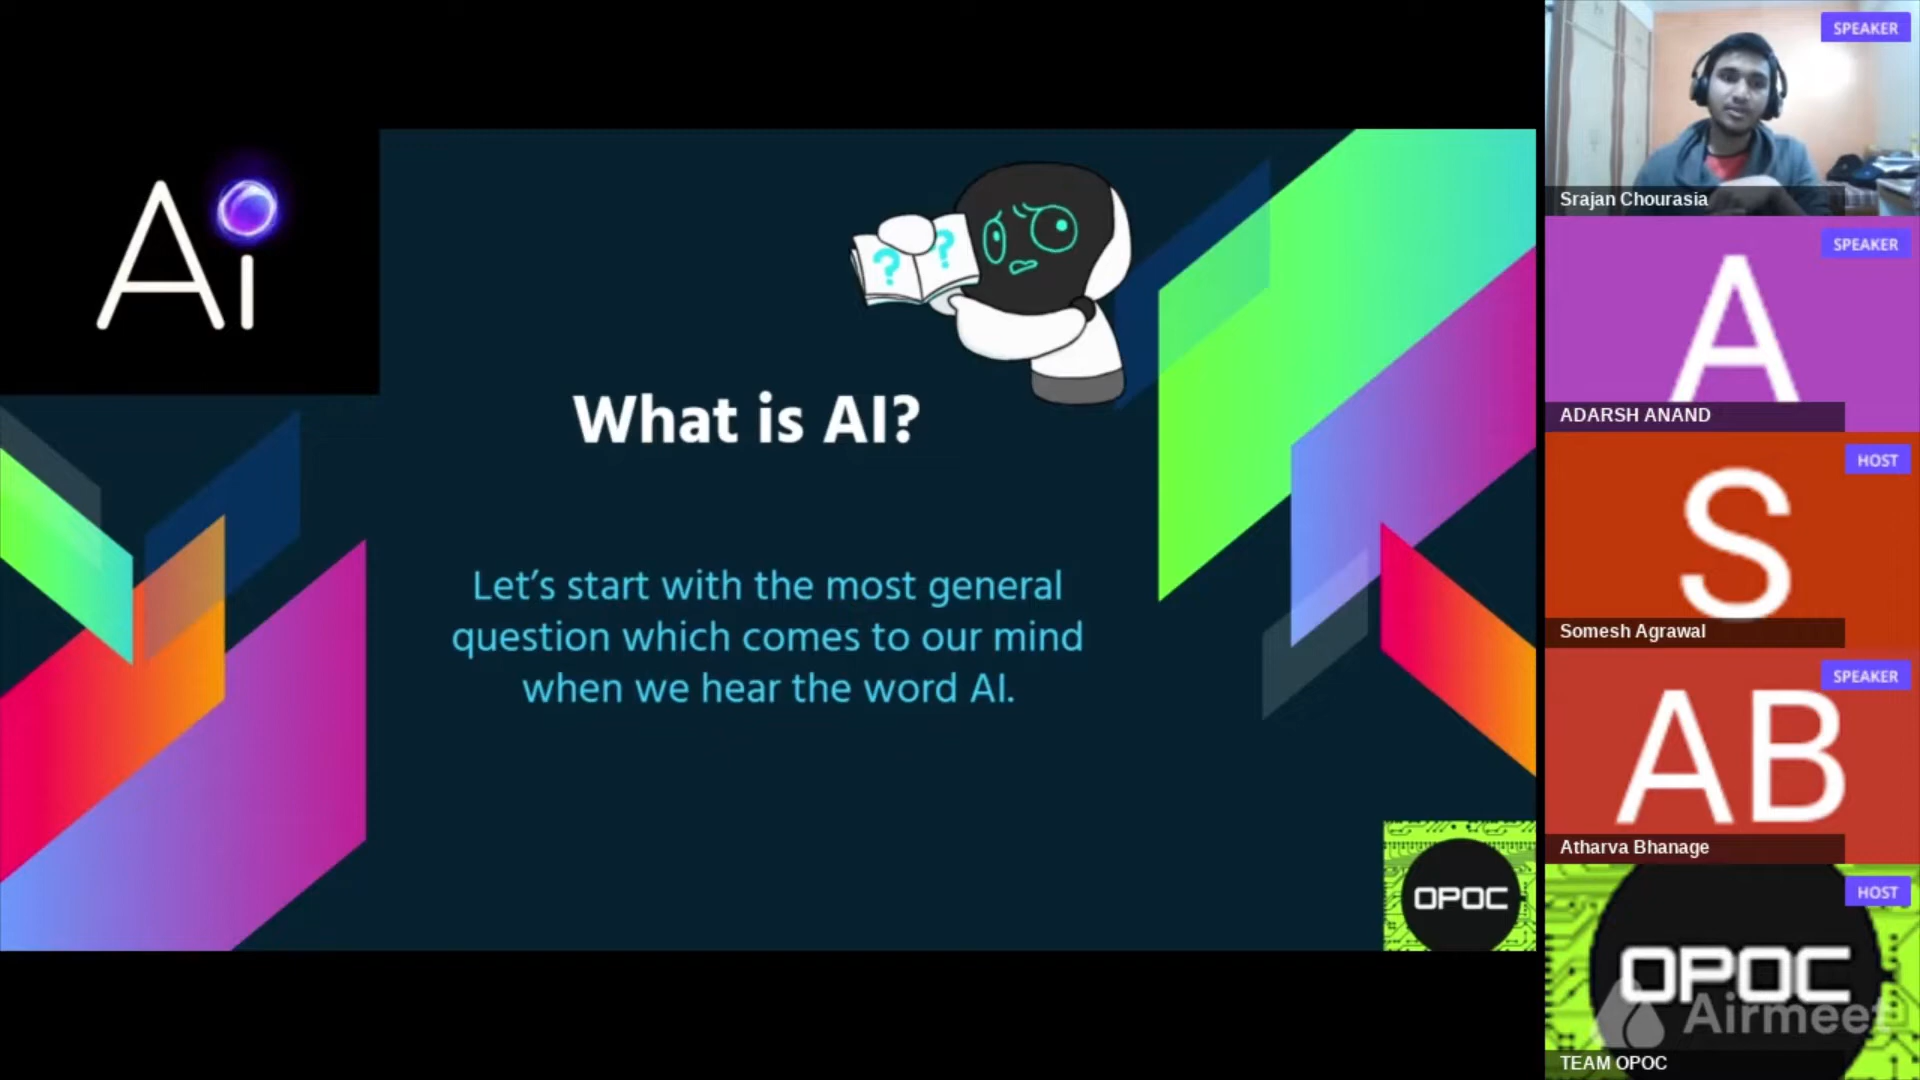 Ai
? ?
What is AI?
Let’s start with the most general
question which comes to our mind
when we hear the word AI.
OPOC
SPEAKER
Srajan Chourasia
SPEAKER
A
ADARSH ANAND
HOST
S
Somesh Agrawal
SPEAKER
AB
Atharva Bhanage
HOST
OPOC
Airmeet
TEAM OPOC